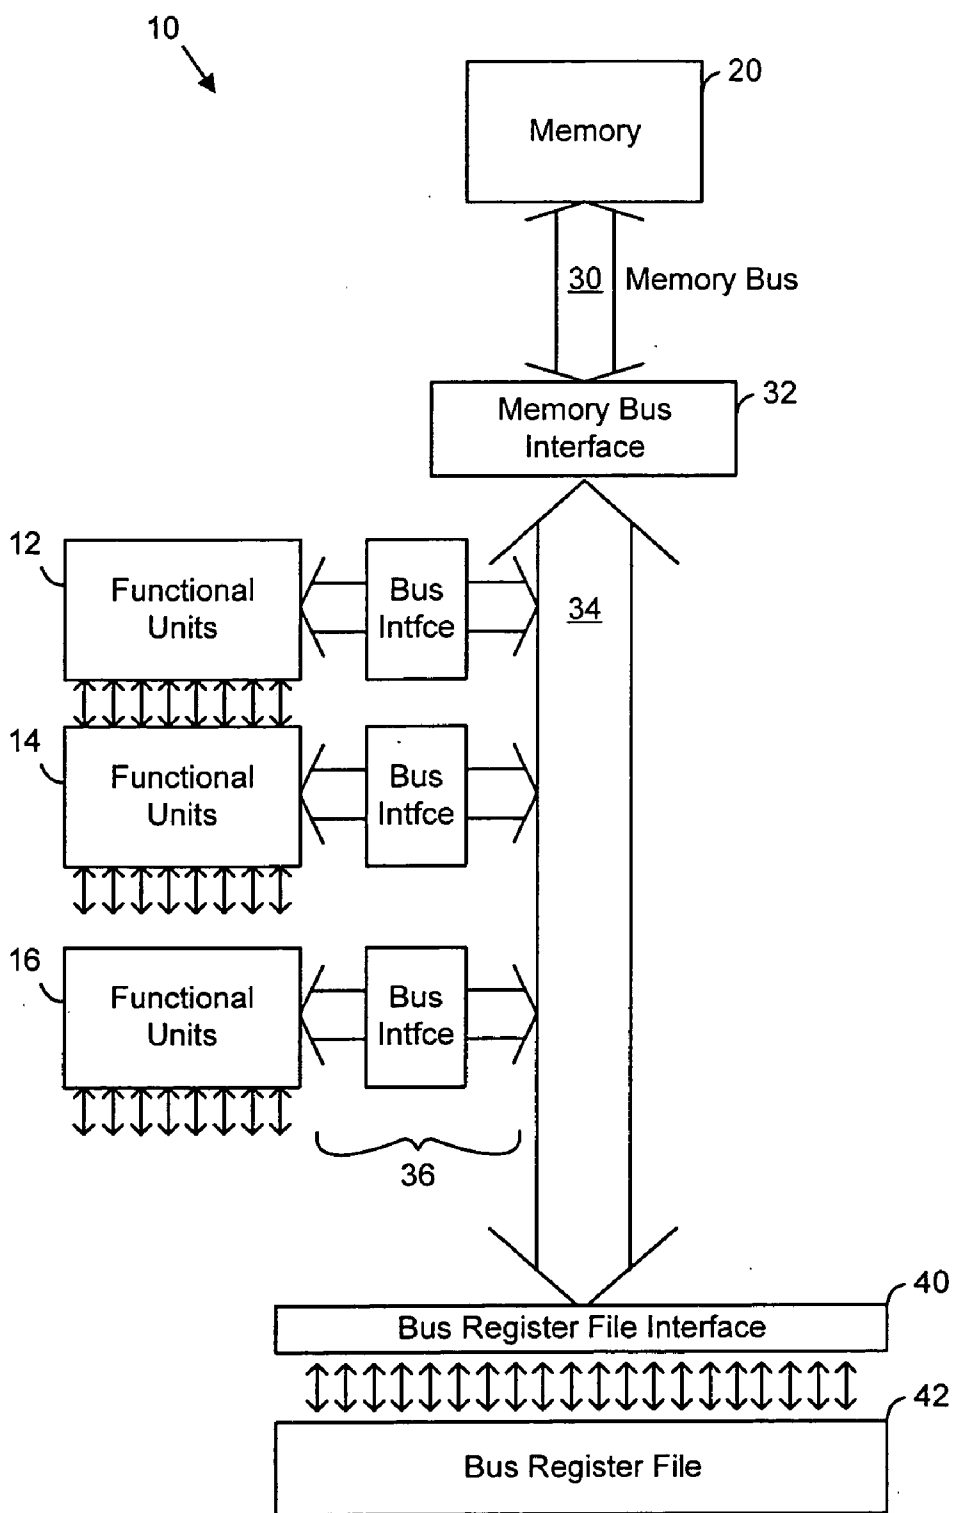 10
20
Memory
30 Memory Bus
32
Memory Bus
Interface
12
Functional
Units
Bus
Intfce
34
14
Functional
Units
Bus
Intfce
16
Functional
Units
Bus
Intfce
36
40
Bus Register File Interface
42
Bus Register File